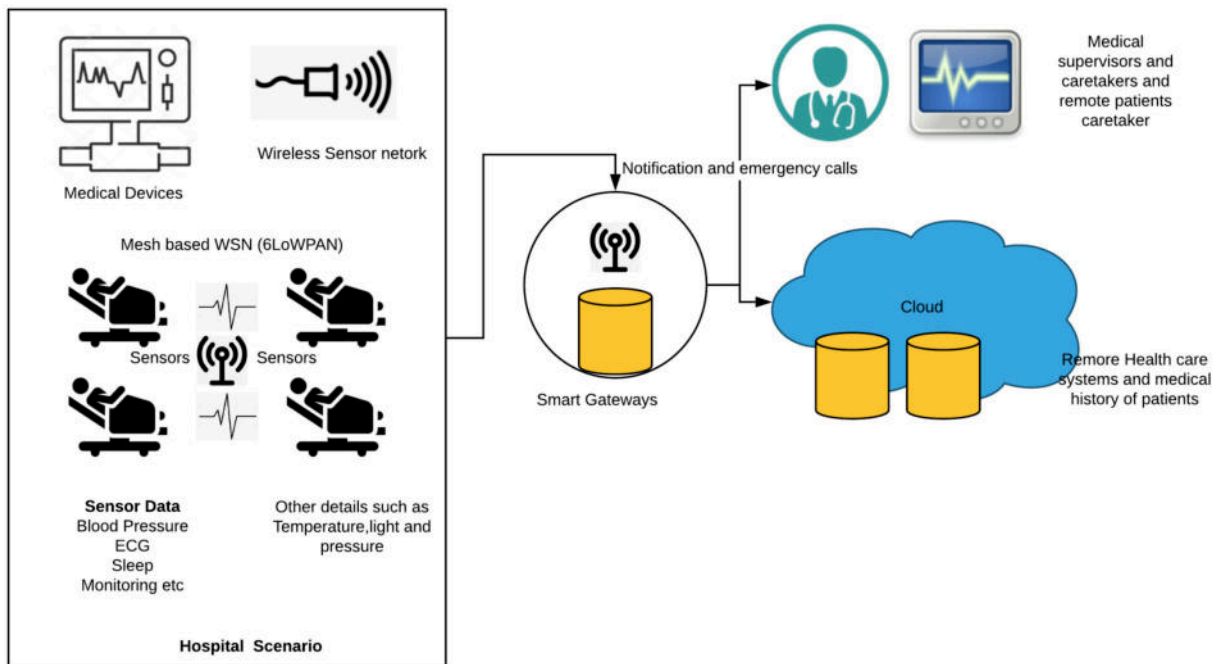 Medical Devices
Wireless Sensor netork
Mesh based WSN (6LoWPAN)
Sensors
Sensors
Sensor Data
Blood Pressure
ECG
Sleep
Monitoring etc
Other details such as
Temperature,light and
pressure
Hospital Scenario
Notification and emergency calls
Smart Gateways
Medical
supervisors and
caretakers and
remote patients
caretaker
Cloud
Remore Health care
systems and medical
history of patients